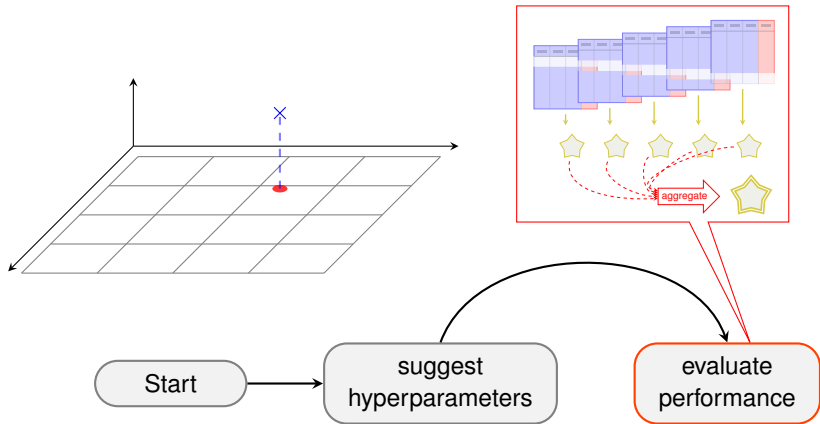 aggregate
Start
suggest
hyperparameters
evaluate
performance